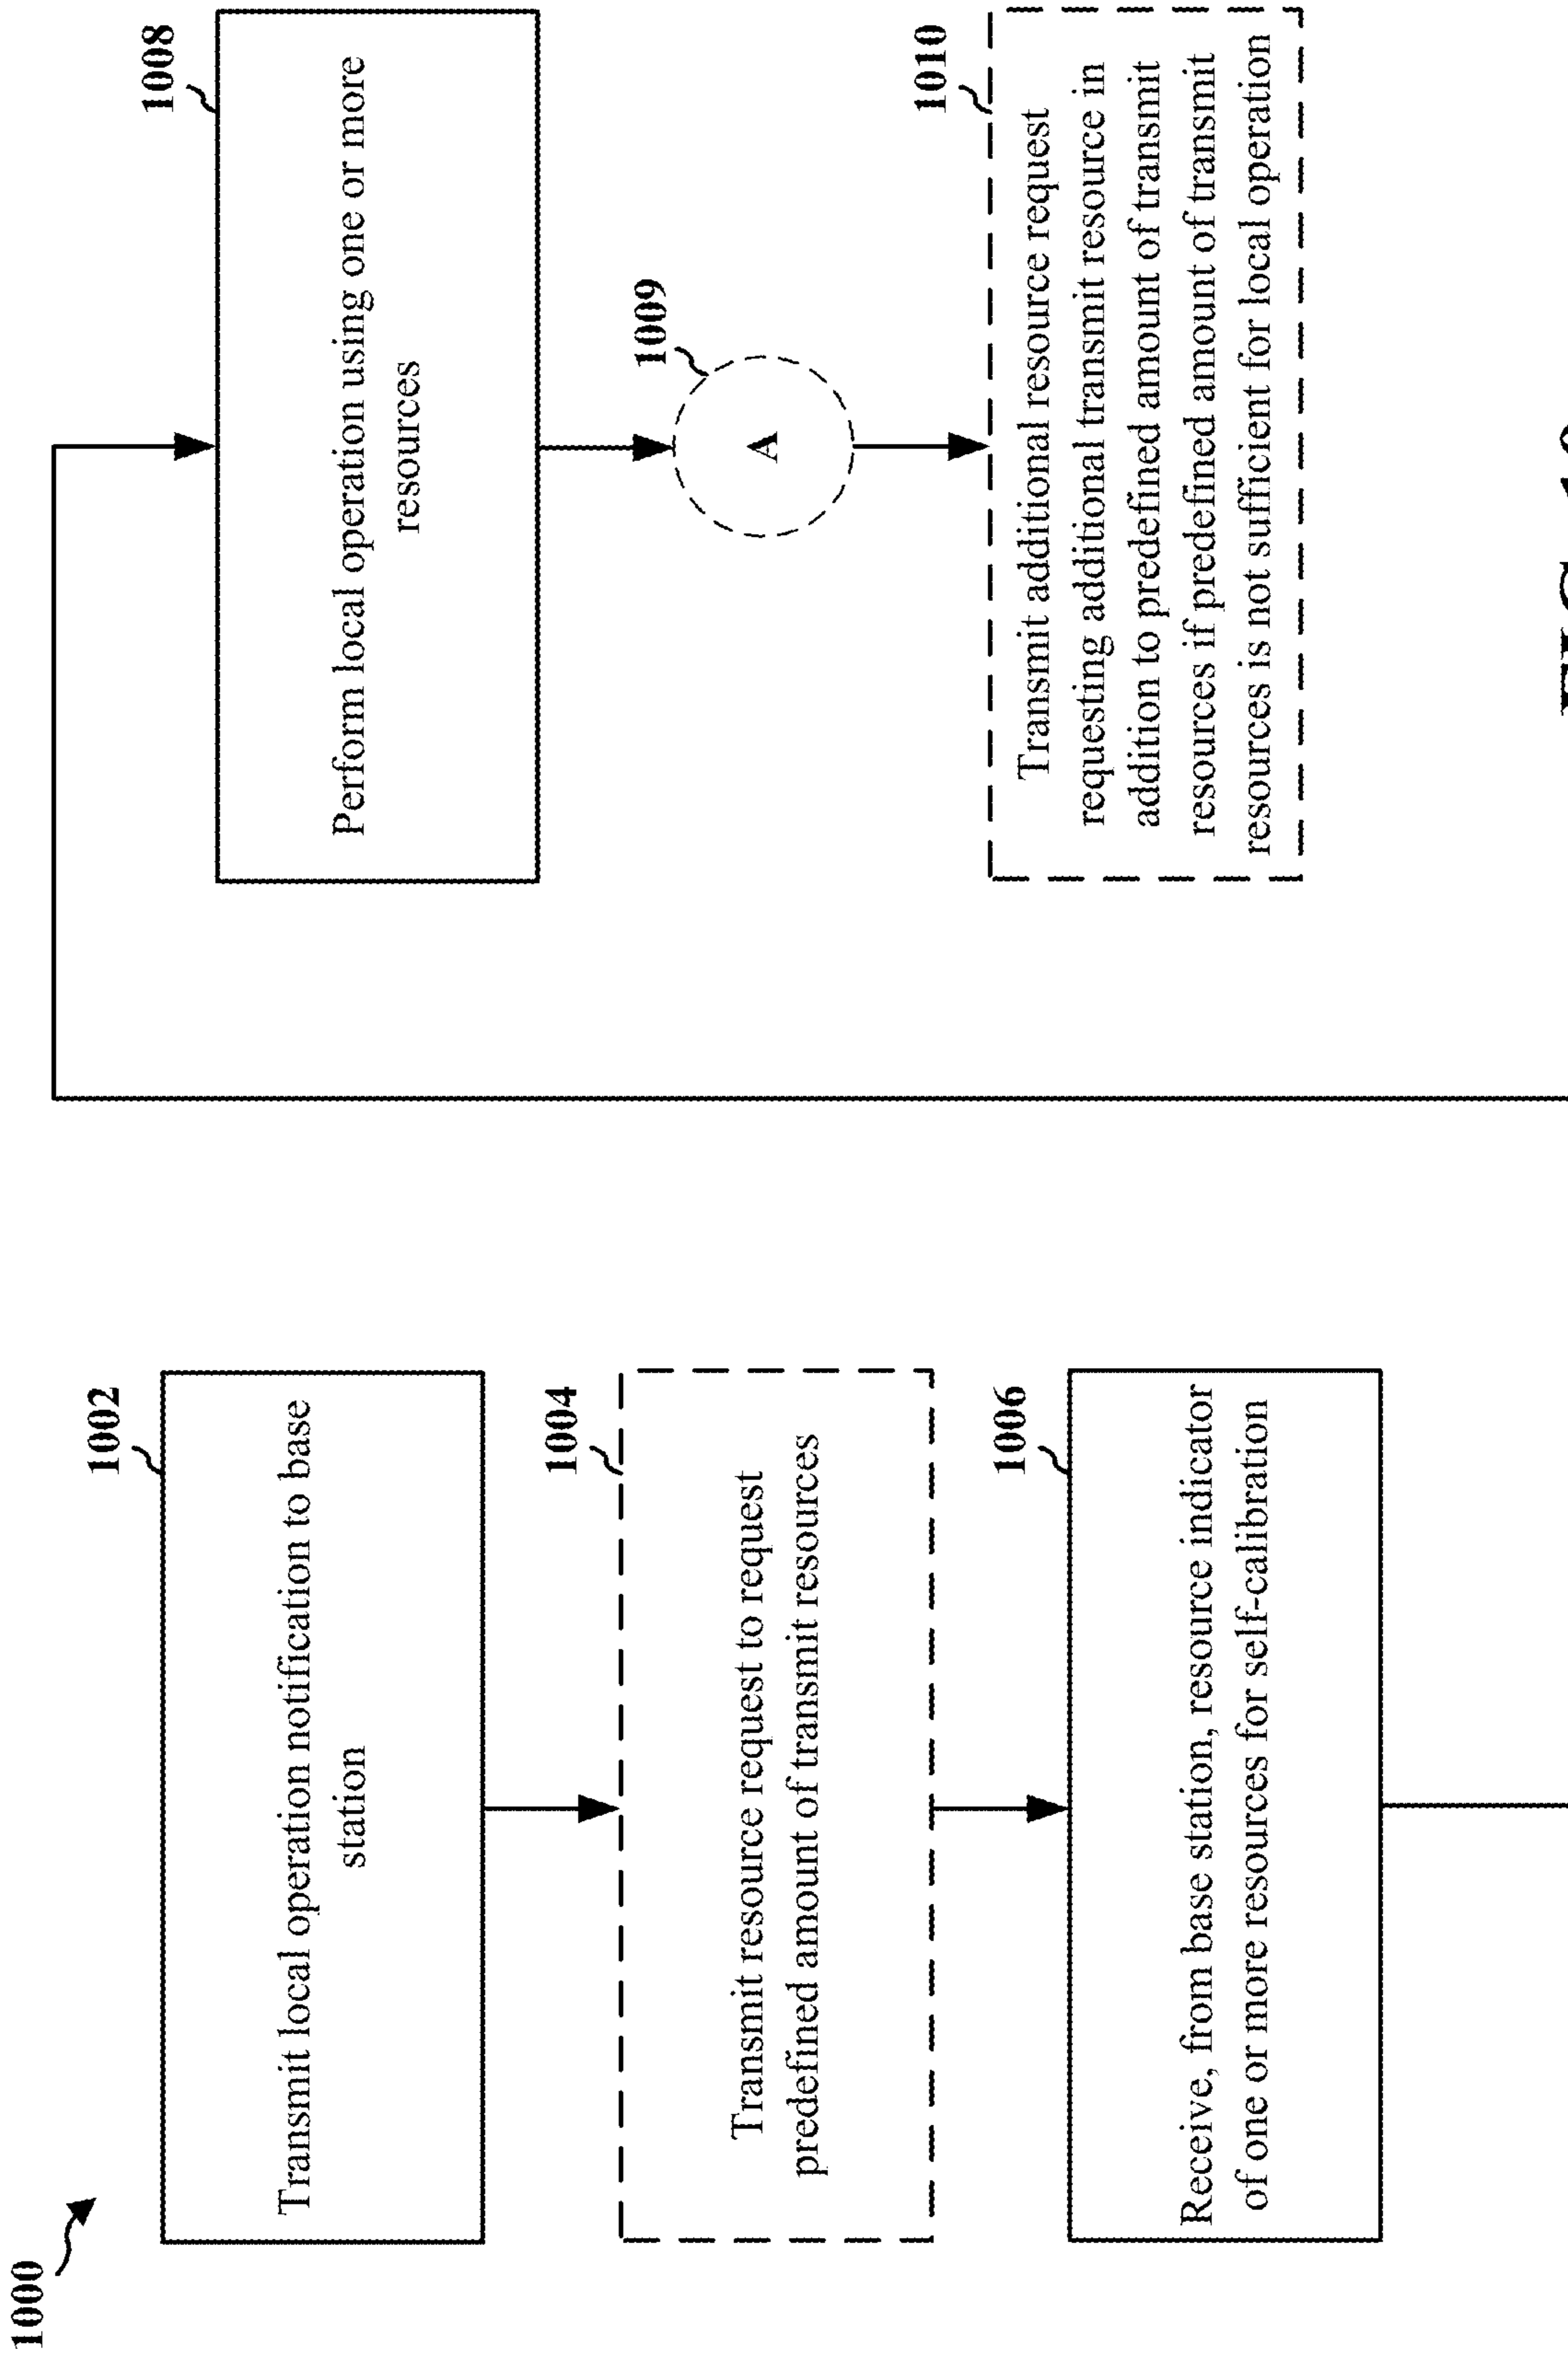 1000
1002
Transmit local operation notification to base
station
1004
Transmit resource request to request
predefined amount of transmit resources
1006
Receive, from base station, resource indicator
of one or more resources for self-calibration
1008
Perform local operation using one or more
resources
1009
A
1010
Transmit additional resource request
requesting additional transmit resource in
addition to predefined amount of transmit
resources if predefined amount of transmit
resources is not sufficient for local operation